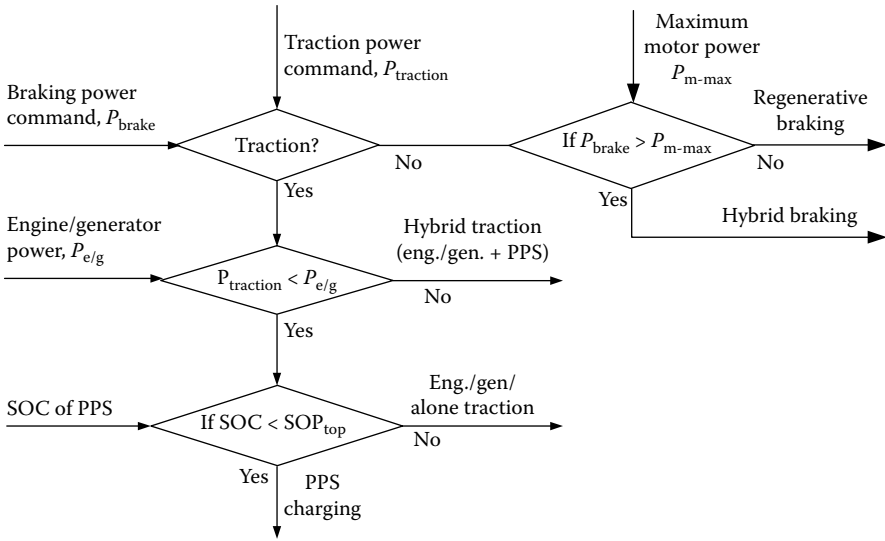 Traction power
command, P_traction
Maximum
motor power
P_m-max
Braking power
command, P_brake
Regenerative
braking
Traction?
If P_brake > P_m-max
No
No
Yes
Yes
Hybrid braking
Engine/generator
power, P_e/g
Hybrid traction
(eng./gen. + PPS)
P_traction < P_e/g
No
Yes
SOC of PPS
Eng./gen/
alone traction
If SOC < SOP_top
No
Yes
PPS
charging